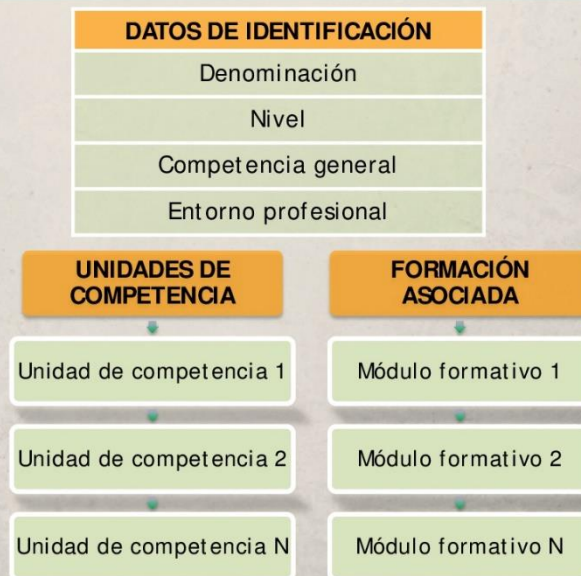 DATOS DE IDENTIFICACIÓN
Denominación
Nivel
Competencia general
Entorno profesional
UNIDADES DE
COMPETENCIA
Unidad de competencia 1
Unidad de competencia 2
Unidad de competencia N
FORMACIÓN
ASOCIADA
Módulo formativo 1
Módulo formativo 2
Módulo formativo N